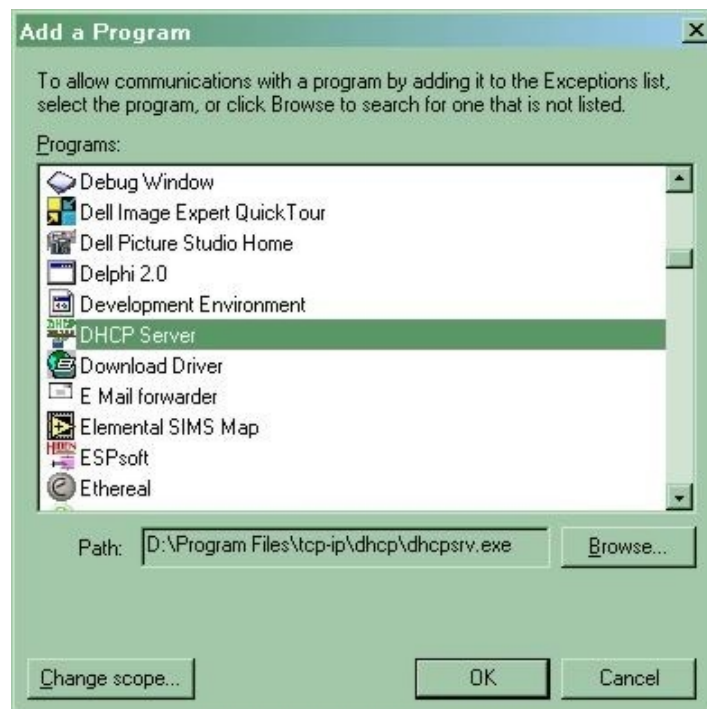 Add a Program
To allow communications with a program by adding it to the Exceptions list,
select the program, or click Browse to search for one that is not listed.
Programs:
Debug Window
Dell Image Expert QuickTour
Dell Picture Studio Home
Delphi 2.0
Development Environment
DHCP Server
Download Driver
E Mail forwarder
Elemental SIMS Map
ESPsoft
Ethereal
Path: D:\Program Files\tcp-ip\dhcp\dhcpsrv.exe Browse...
Change scope... OK Cancel